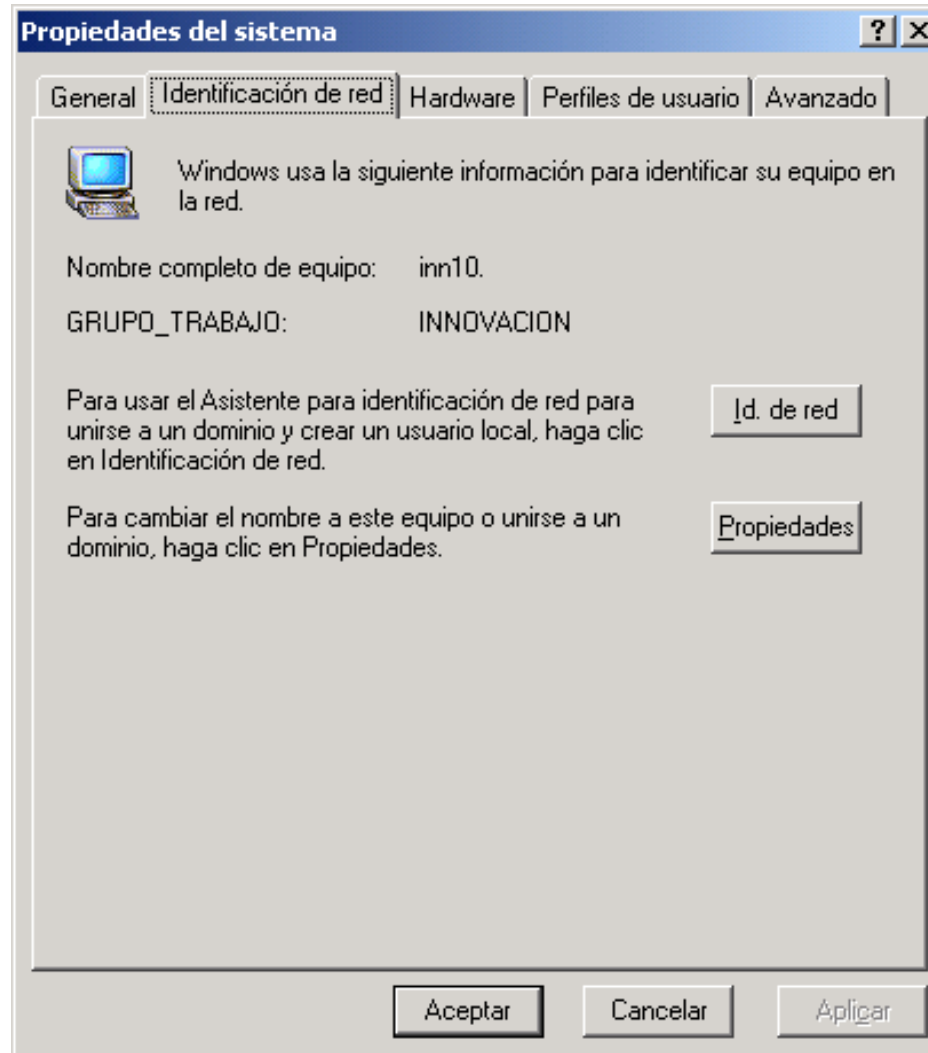 Propiedades del sistema
General Identificación de red Hardware Perfiles de usuario Avanzado
Windows usa la siguiente información para identificar su equipo en
la red.
Nombre completo de equipo: inn10.
GRUPO_TRABAJO: INNOVACION
Para usar el Asistente para identificación de red para
unirse a un dominio y crear un usuario local, haga clic
en Identificación de red.
Id. de red
Para cambiar el nombre a este equipo o unirse a un
dominio, haga clic en Propiedades.
Propiedades
Aceptar Cancelar Aplicar